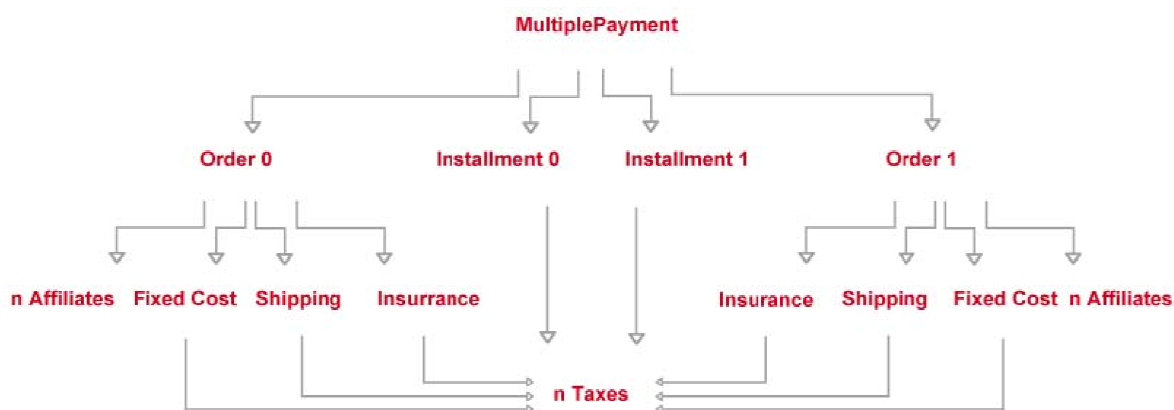 MultiplePayment
Order 0 Installment 0 Installment 1 Order 1
n Affiliates Fixed Cost Shipping Insurrance Insurance Shipping Fixed Cost n Affiliates
n Taxes